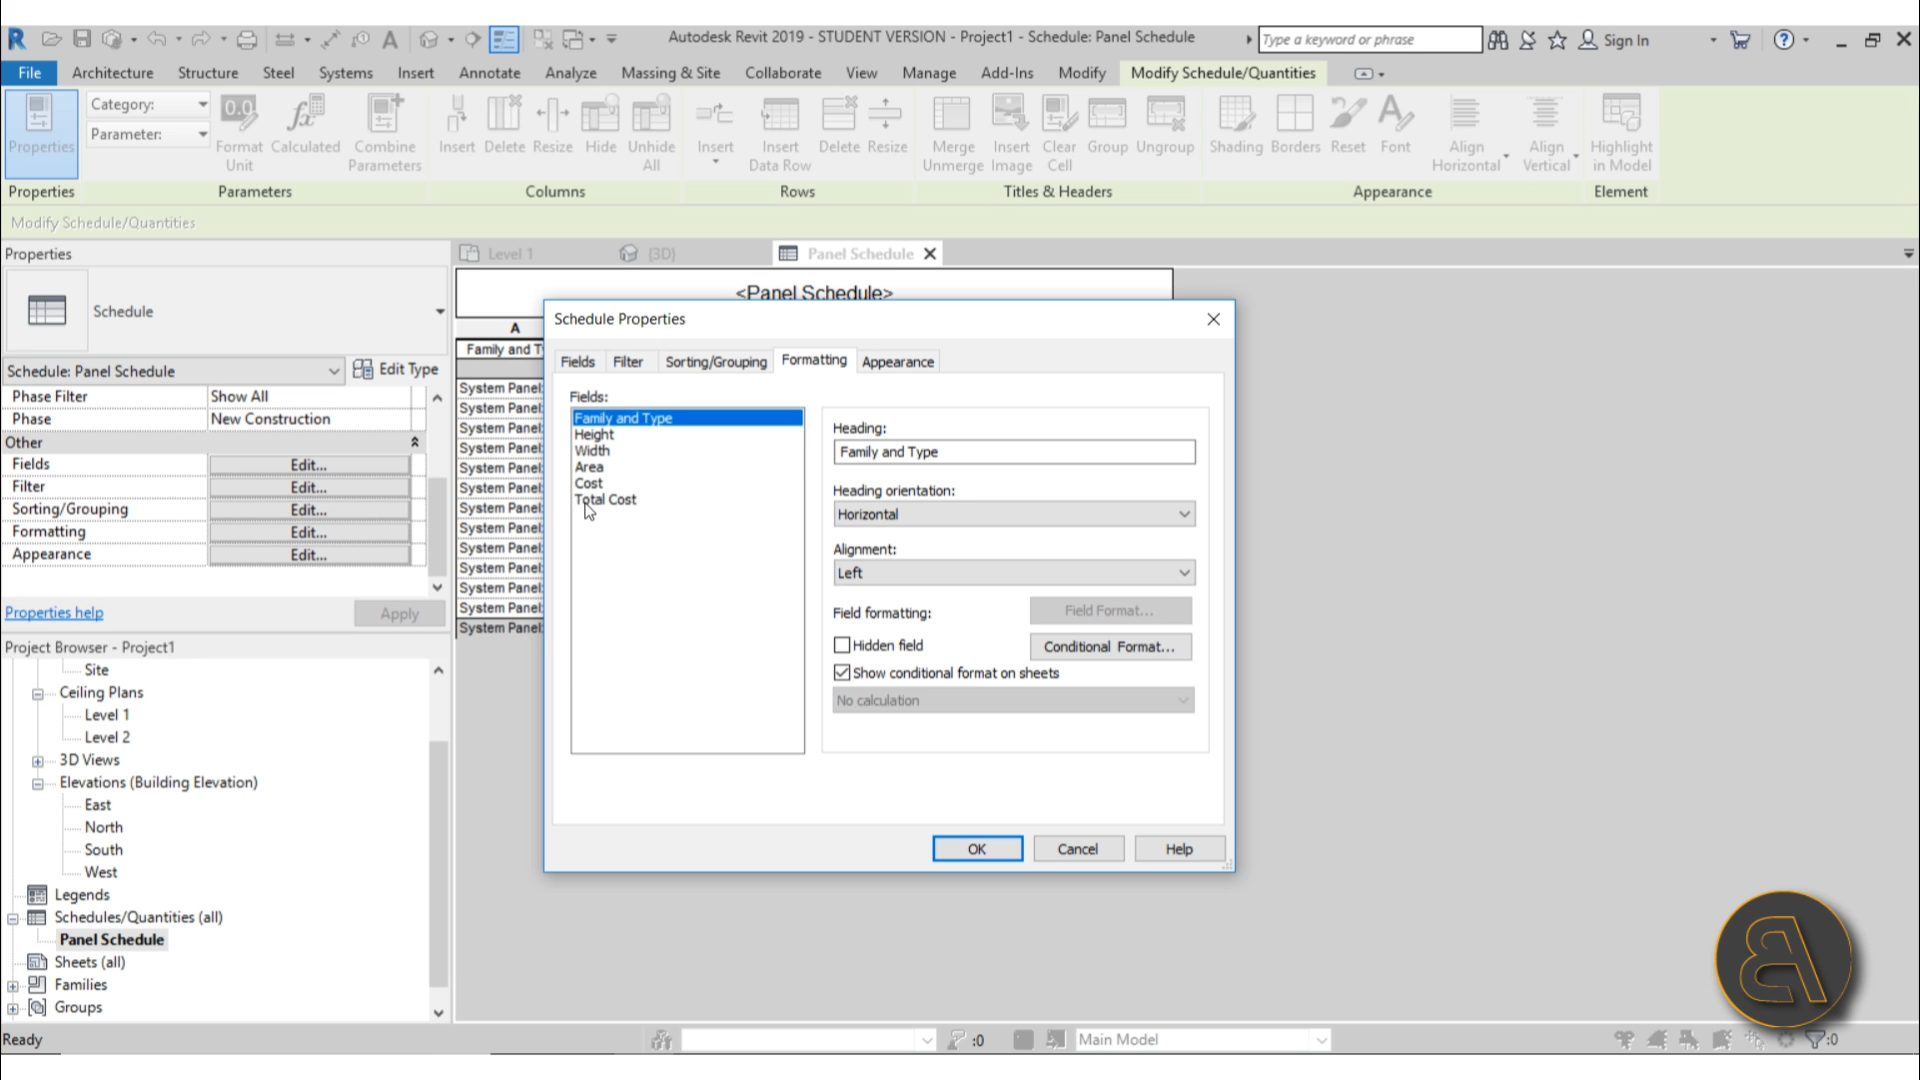 Autodesk Revit 2019 - STUDENT VERSION - Project1 - Schedule: Panel Schedule
Type a keyword or phrase
Sign In
File Architecture Structure Steel Systems Insert Annotate Analyze Massing & Site Collaborate View Manage Add-Ins Modify Modify Schedule/Quantities
Properties
Category:
Parameter:
Format Unit
Calculated
Combine Parameters
Insert
Delete
Resize
Hide
Unhide All
Insert
Insert Data Row
Delete
Resize
Merge Unmerge
Insert Image
Clear Cell
Group
Ungroup
Shading
Borders
Reset
Font
Align Horizontal
Align Vertical
Highlight in Model
Properties Parameters Columns Rows Titles & Headers Appearance Element
Modify Schedule/Quantities
Properties
Schedule
Schedule: Panel Schedule
Edit Type
Phase Filter Show All
Phase New Construction
Other
Fields Edit...
Filter Edit...
Sorting/Grouping Edit...
Formatting Edit...
Appearance Edit...
Properties help
Apply
Project Browser - Project1
Site
Ceiling Plans
Level 1
Level 2
3D Views
Elevations (Building Elevation)
East
North
South
West
Legends
Schedules/Quantities (all)
Panel Schedule
Sheets (all)
Families
Groups
Level 1
{3D}
Panel Schedule
<Panel Schedule>
A
Family and T
System Panel:
System Panel:
System Panel:
System Panel:
System Panel:
System Panel:
System Panel:
System Panel:
System Panel:
System Panel:
System Panel:
System Panel:
System Panel:
Schedule Properties
Fields Filter Sorting/Grouping Formatting Appearance
Fields:
Family and Type
Height
Width
Area
Cost
Total Cost
Heading:
Family and Type
Heading orientation:
Horizontal
Alignment:
Left
Field formatting:
Field Format...
Hidden field
Conditional Format...
Show conditional format on sheets
No calculation
OK
Cancel
Help
Ready
:0
Main Model
:0